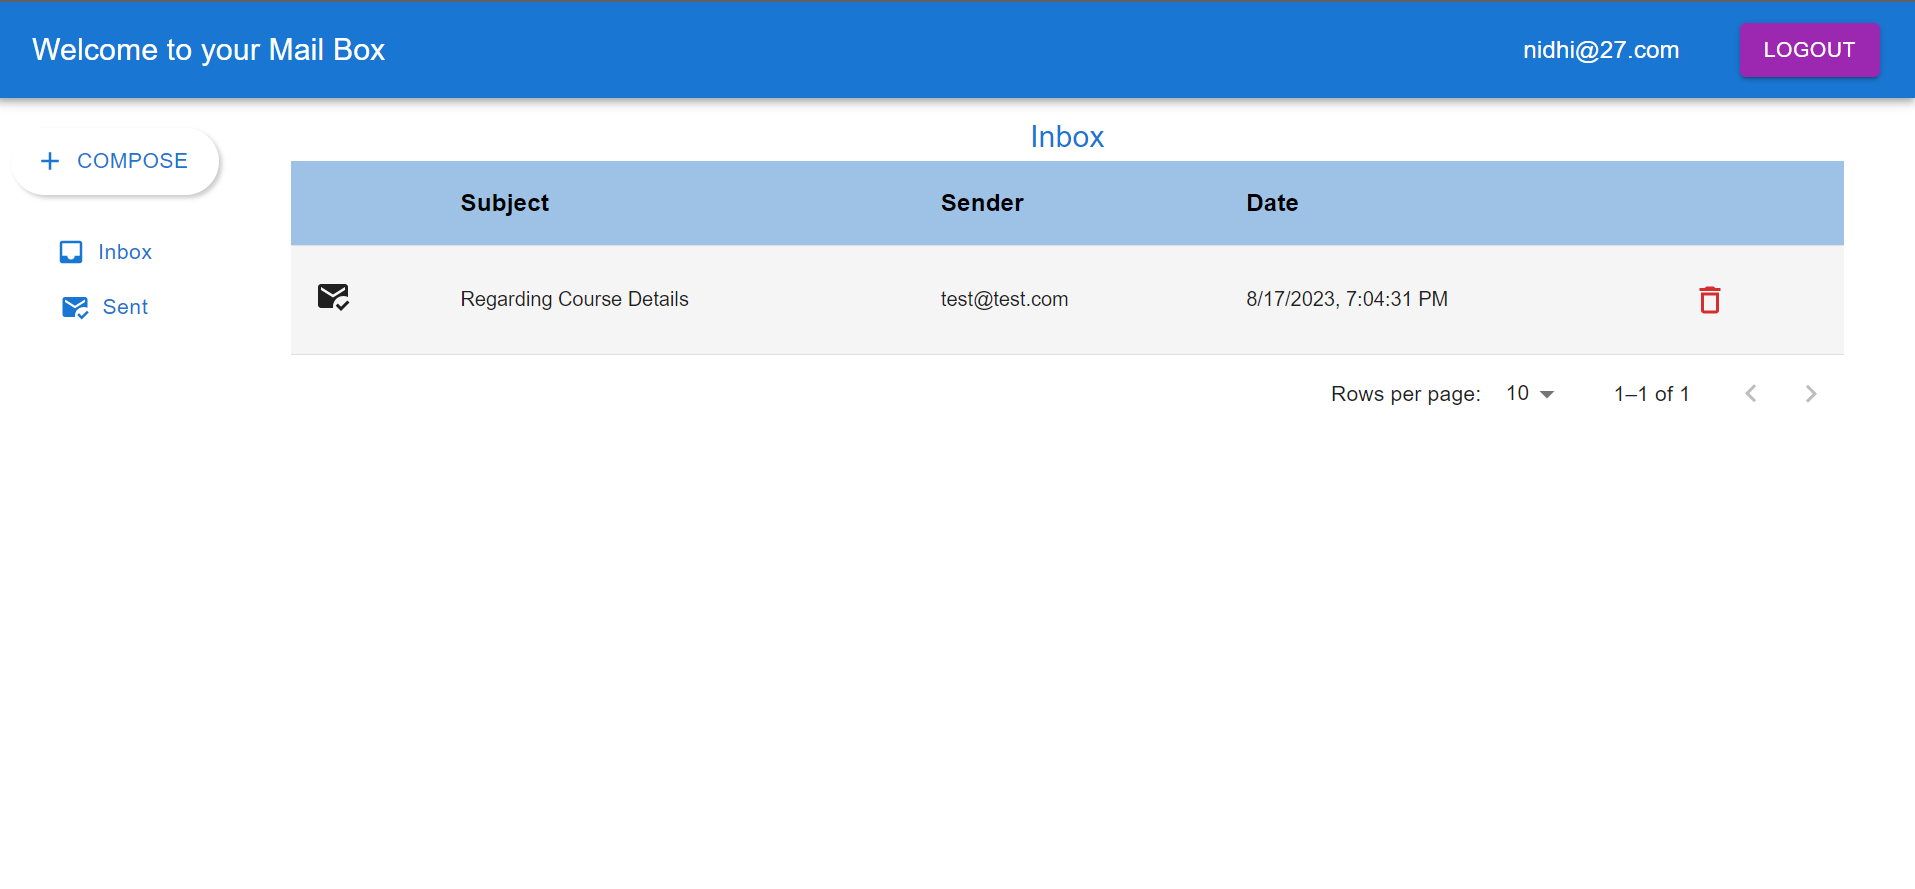 Welcome to your Mail Box nidhi@27.com LOGOUT
COMPOSE
Inbox
Sent
Inbox
Subject Sender Date
Regarding Course Details test@test.com 8/17/2023, 7:04:31 PM
Rows per page: 10 1–1 of 1